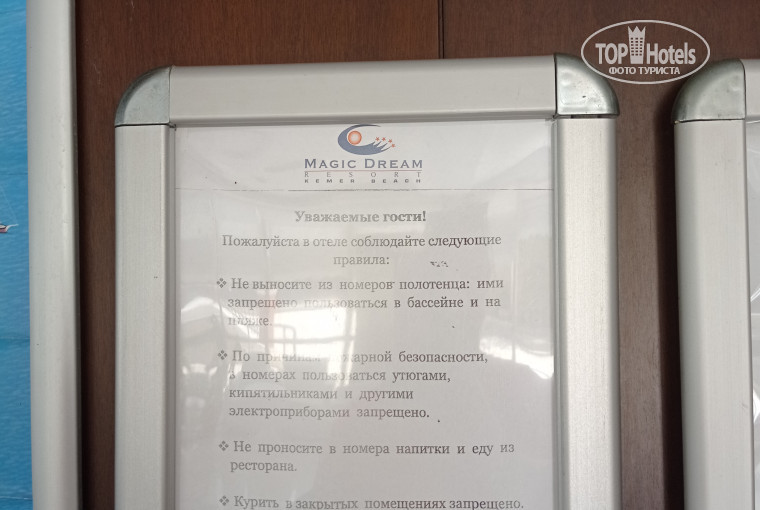 TOP Hotels
ФОТО ТУРИСТА
MAGIC DREAM
RESORT
KEMER BEACH
Уважаемые гости!
Пожалуйста в отеле соблюдайте следующие
правила:
❖ Не выносите из номеров полотенца: ими
запрещено пользоваться в бассейне и на
пляже.
❖ По причинам пожарной безопасности,
в номерах пользоваться утюгами,
кипятильниками и другими
электроприборами запрещено.
❖ Не проносите в номера напитки и еду из
ресторана.
❖ Курить в закрытых помещениях запрещено.